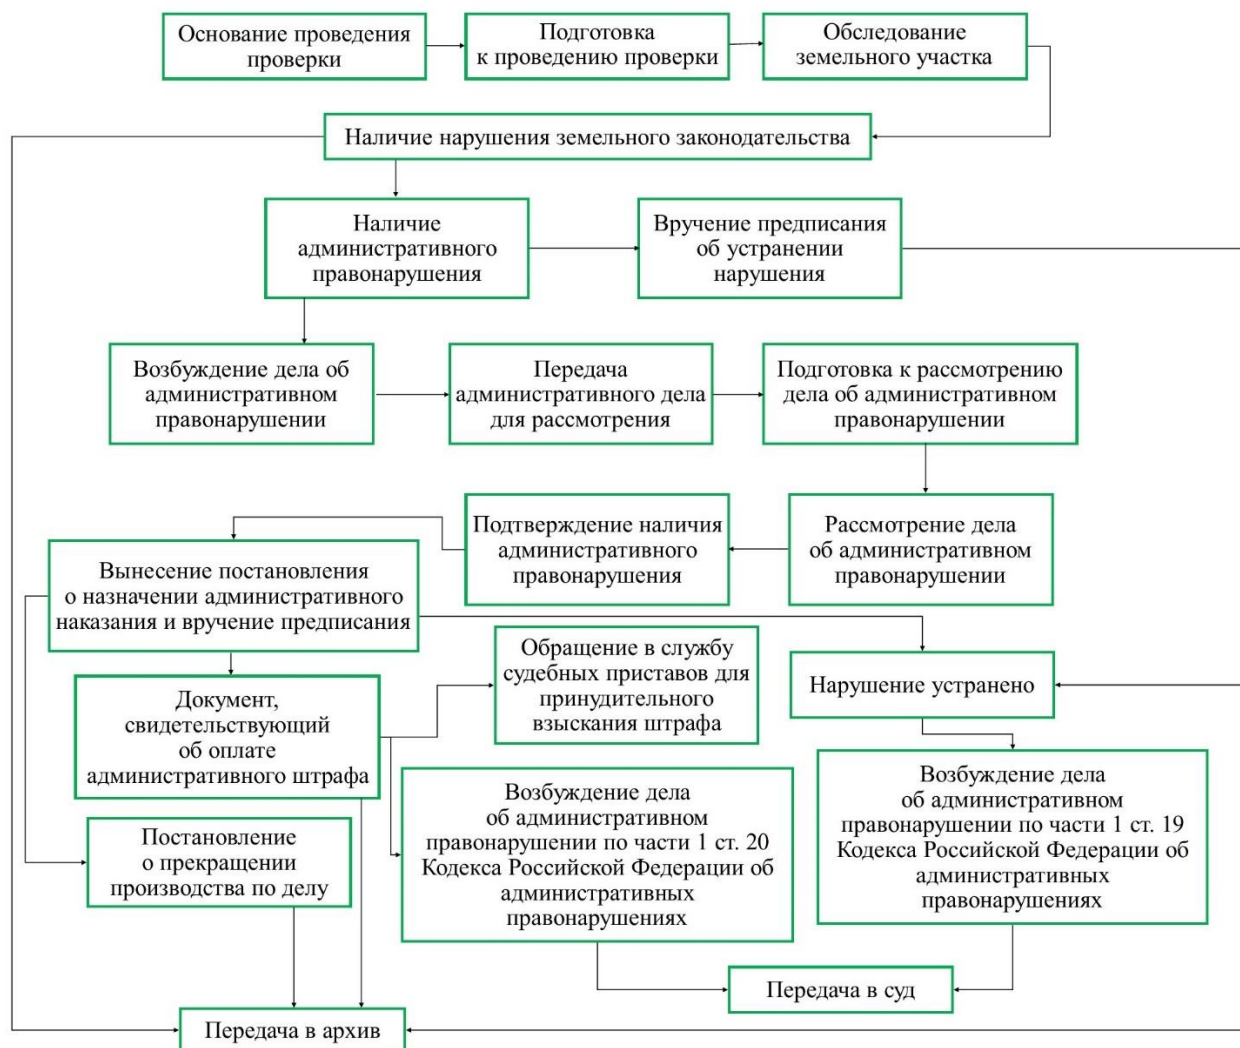 Основание проведения
проверки
Подготовка
к проведению проверки
Обследование
земельного участка
Наличие нарушения земельного законодательства
Наличие
административного
правонарушения
Вручение предписания
об устранении
нарушения
Возбуждение дела об
административном
правонарушении
Передача
административного дела
для рассмотрения
Подготовка к рассмотрению
дела об административном
правонарушении
Подтверждение наличия
административного
правонарушения
Рассмотрение дела
об административном
правонарушении
Вынесение постановления
о назначении административного
наказания и вручение предписания
Обращение в службу
судебных приставов для
принудительного
взыскания штрафа
Нарушение устранено
Документ,
свидетельствующий
об оплате
административного штрафа
Возбуждение дела
об административном
правонарушении по части 1 ст. 20
Кодекса Российской Федерации об
административных
правонарушениях
Возбуждение дела
об административном
правонарушении по части 1 ст. 19
Кодекса Российской Федерации об
административных
правонарушениях
Постановление
о прекращении
производства по делу
Передача в суд
Передача в архив